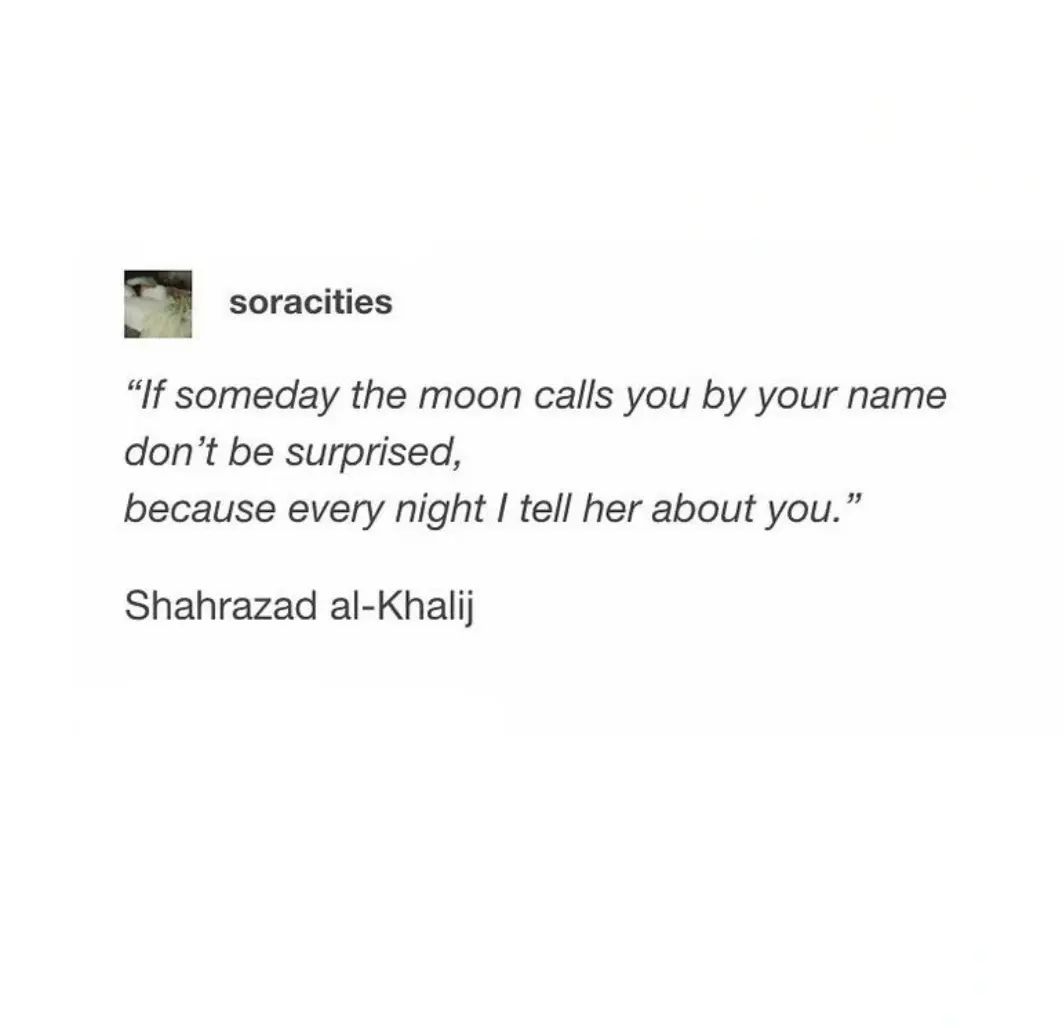 soracities
“If someday the moon calls you by your name
don’t be surprised,
because every night I tell her about you.”
Shahrazad al-Khalij